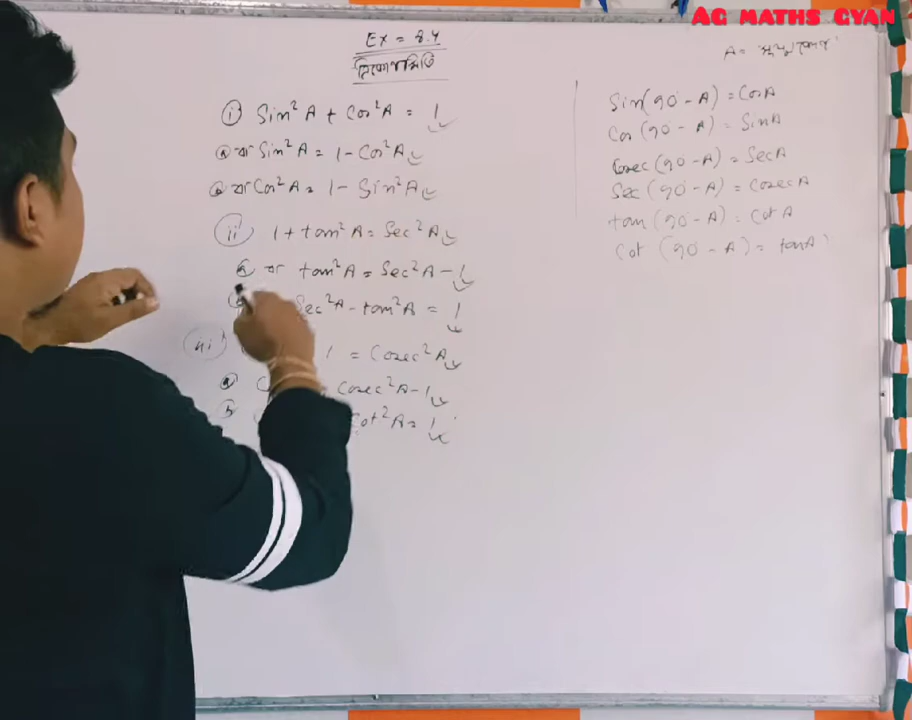 AG MATHS GYAN
Ex = 8.4
ত্রিকোণমিতি
(i) Sin²A + Cos²A = 1
(a) বা Sin²A = 1 - Cos²A
বা Cos²A = 1 - Sin²A
(ii) 1 + tan²A = Sec²A
(a) বা tan²A = Sec²A - 1
Sec²A - tan²A = 1
(iii) 1 = Cosec²A
(a) Cosec²A - 1
(b) Cot²A = 1
A =
Sin(90° - A) = CosA
Cos(90° - A) = SinA
Cosec(90° - A) = SecA
Sec(90° - A) = CosecA
tan(90° - A) = CotA
Cot(90° - A) = tanA